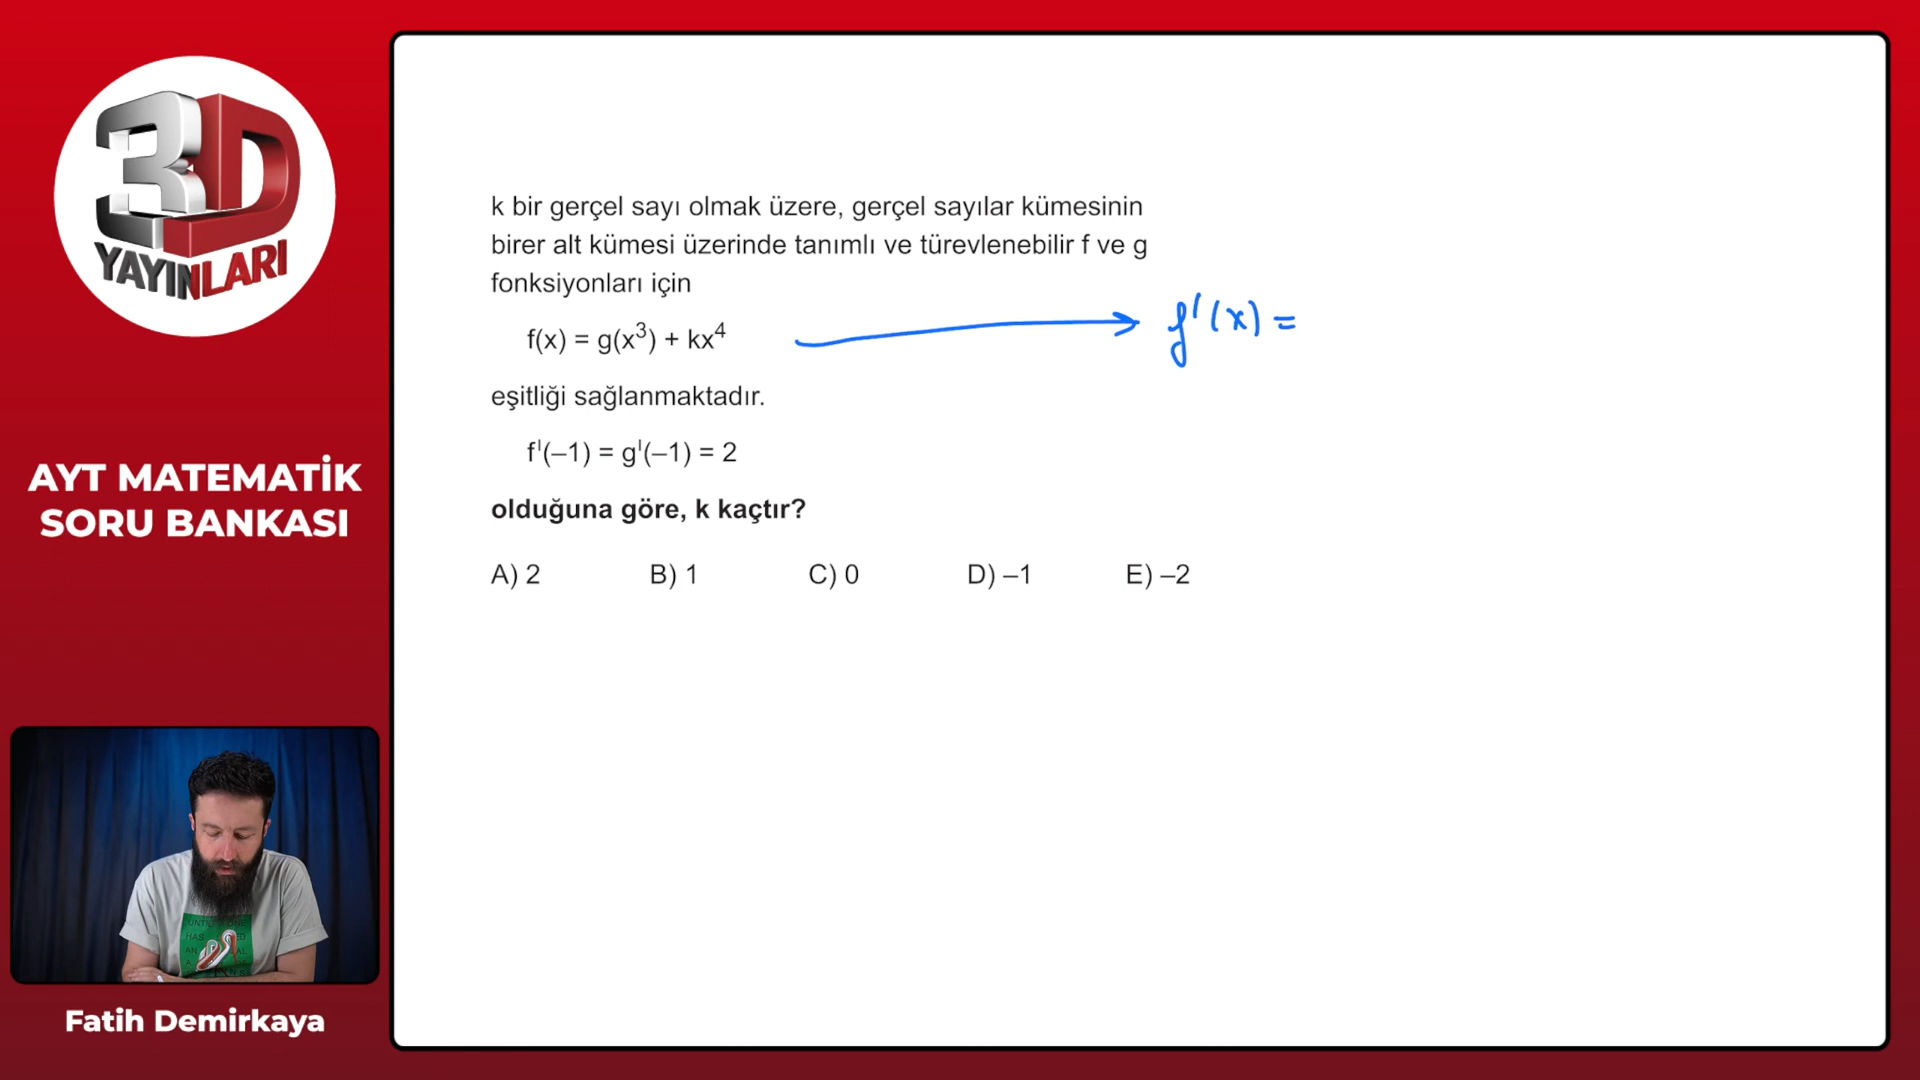 3D
YAYINLARI
AYT MATEMATİK
SORU BANKASI
Fatih Demirkaya
k bir gerçel sayı olmak üzere, gerçel sayılar kümesinin
birer alt kümesi üzerinde tanımlı ve türevlenebilir f ve g
fonksiyonları için
f(x) = g(x³) + kx⁴
f'(x) =
eşitliği sağlanmaktadır.
f'(–1) = g'(–1) = 2
olduğuna göre, k kaçtır?
A) 2 B) 1 C) 0 D) –1 E) –2